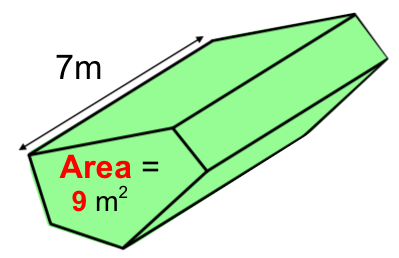 7m
Area =
9 m²